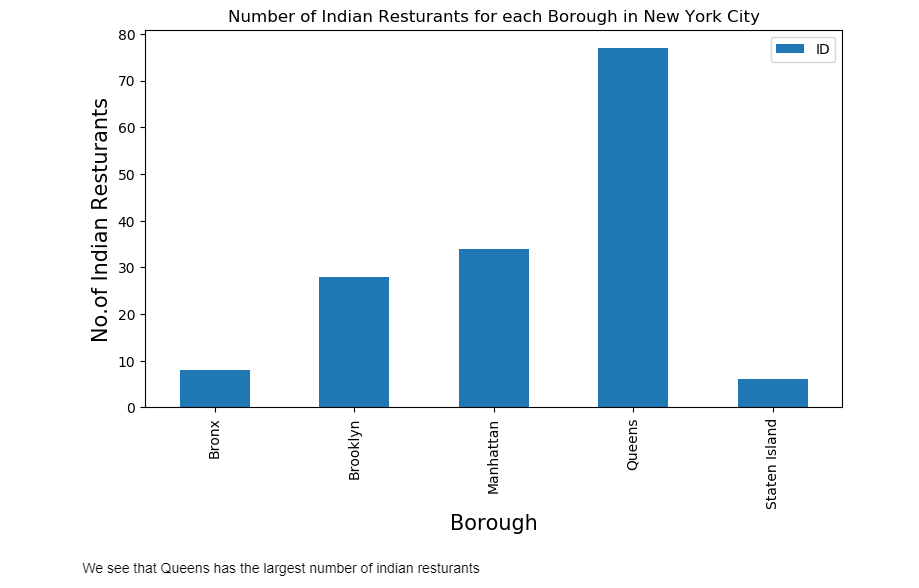 Number of Indian Resturants for each Borough in New York City
ID
80
70
60
50
40
30
20
10
0
No.of Indian Resturants
Bronx
Brooklyn
Manhattan
Queens
Staten Island
Borough
We see that Queens has the largest number of indian resturants